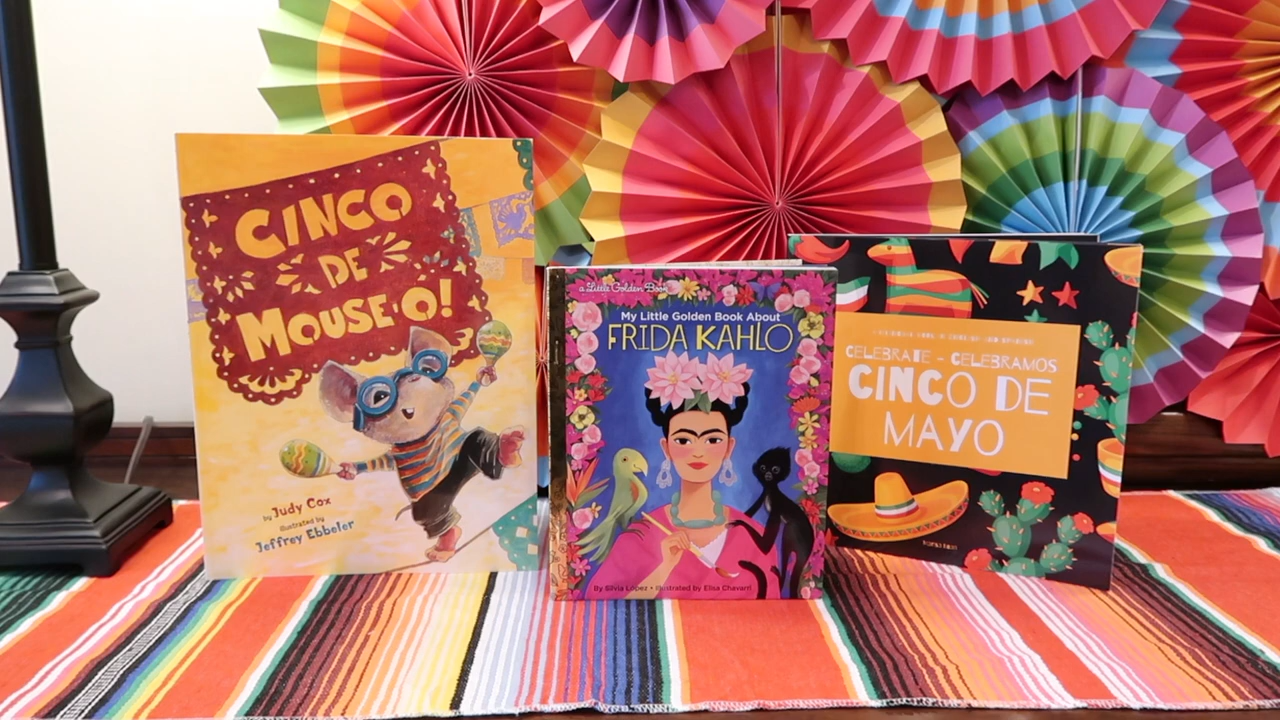 CINCO
DE
MOUSE-O!
by Judy Cox
illustrated by
Jeffrey Ebbeler
a Little Golden Book
My Little Golden Book About
FRIDA KAHLO
By Silvia López • Illustrated by Elisa Chavarri
CELEBRATE - CELEBRAMOS
CINCO DE
MAYO